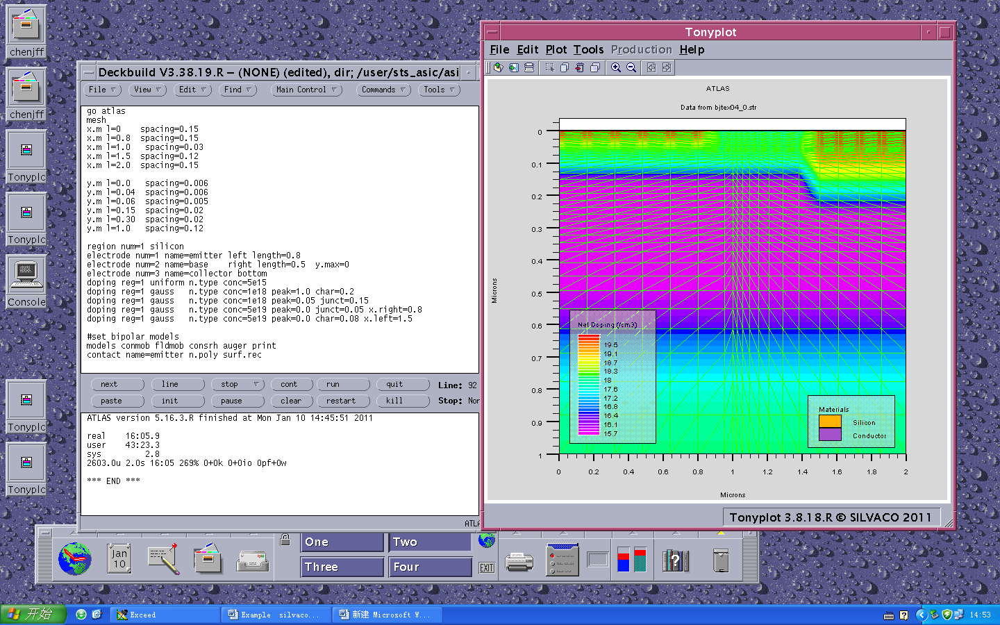 chenjff
chenjff
Tonyplc
Tonyplc
Console
Tonyplc
Tonyplc
Deckbuild V3.38.19.R – (NONE) (edited), dir; /user/sts_asic/asi
File View Edit Find Main Control Commands Tools
go atlas
mesh
x.m l=0 spacing=0.15
x.m l=0.8 spacing=0.15
x.m l=1.0 spacing=0.03
x.m l=1.5 spacing=0.12
x.m l=2.0 spacing=0.15
y.m l=0.0 spacing=0.006
y.m l=0.04 spacing=0.006
y.m l=0.06 spacing=0.005
y.m l=0.15 spacing=0.02
y.m l=0.30 spacing=0.02
y.m l=1.0 spacing=0.12
region num=1 silicon
electrode num=1 name=emitter left length=0.8
electrode num=2 name=base right length=0.5 y.max=0
electrode num=3 name=collector bottom
doping reg=1 uniform n.type conc=5e15
doping reg=1 gauss n.type conc=1e18 peak=1.0 char=0.2
doping reg=1 gauss n.type conc=1e18 peak=0.05 junct=0.15
doping reg=1 gauss n.type conc=5e19 peak=0.0 junct=0.05 x.right=0.8
doping reg=1 gauss n.type conc=5e19 peak=0.0 char=0.08 x.left=1.5
#set bipolar models
models conmob fldmob consrh auger print
contact name=emitter n.poly surf.rec
next line stop cont run quit Line: 92
paste init pause clear restart kill Stop: Nor
ATLAS version 5.16.3.R finished at Mon Jan 10 14:45:51 2011
real 16:05.9
user 43:23.3
sys 2.8
2603.0u 2.0s 16:05 269% 0+0k 0+0io 0pf+0w
*** END ***
ATLA
Tonyplot
File Edit Plot Tools Production Help
ATLAS
Data from bjtex04_0.str
0
0.1
0.2
0.3
0.4
0.5
0.6
0.7
0.8
0.9
1
Microns
Net Doping (/cm3)
19.5
19.1
18.7
18.3
18
17.6
17.2
16.8
16.4
16.1
15.7
Materials
Silicon
Conductor
0 0.2 0.4 0.6 0.8 1 1.2 1.4 1.6 1.8 2
Microns
Tonyplot 3.8.18.R © SILVACO 2011
Jan
10
One Two
Three Four
EXIT
开始 Exceed Example silvaco... 新建 Microsoft W... 14:53